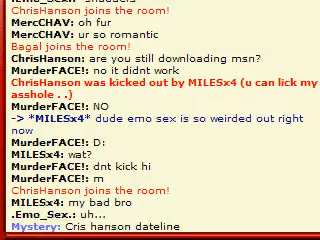 ChrisHanson joins the room!
MercCHAV: oh fur
MercCHAV: ur so romantic
Bagal joins the room!
ChrisHanson: are you still downloading msn?
MurderFACE!: no it didnt work
ChrisHanson was kicked out by MILESx4 (u can lick my
asshole . .)
MurderFACE!: NO
-> *MILESx4* dude emo sex is so weirded out right
now
MurderFACE!: D:
MILESx4: wat?
MurderFACE!: dnt kick hi
MurderFACE!: m
ChrisHanson joins the room!
MILESx4: my bad bro
.Emo_Sex.: uh...
Mystery: Cris hanson dateline